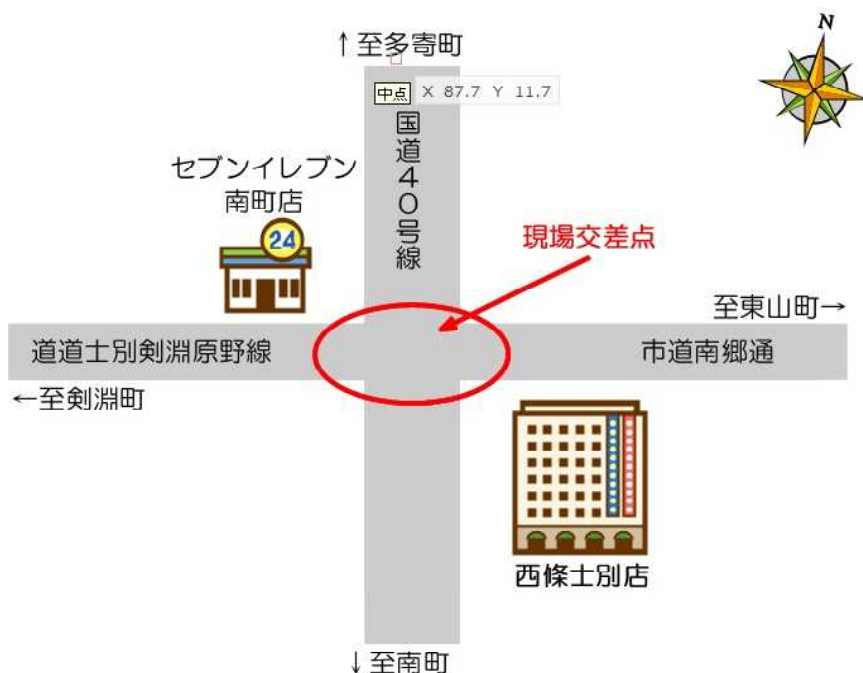 ↑至多寄町
N
中点 X 87.7 Y 11.7
国道40号線
セブンイレブン
南町店
24
現場交差点
至東山町→
道道士別剣淵原野線
市道南郷通
←至剣淵町
西條士別店
↓至南町